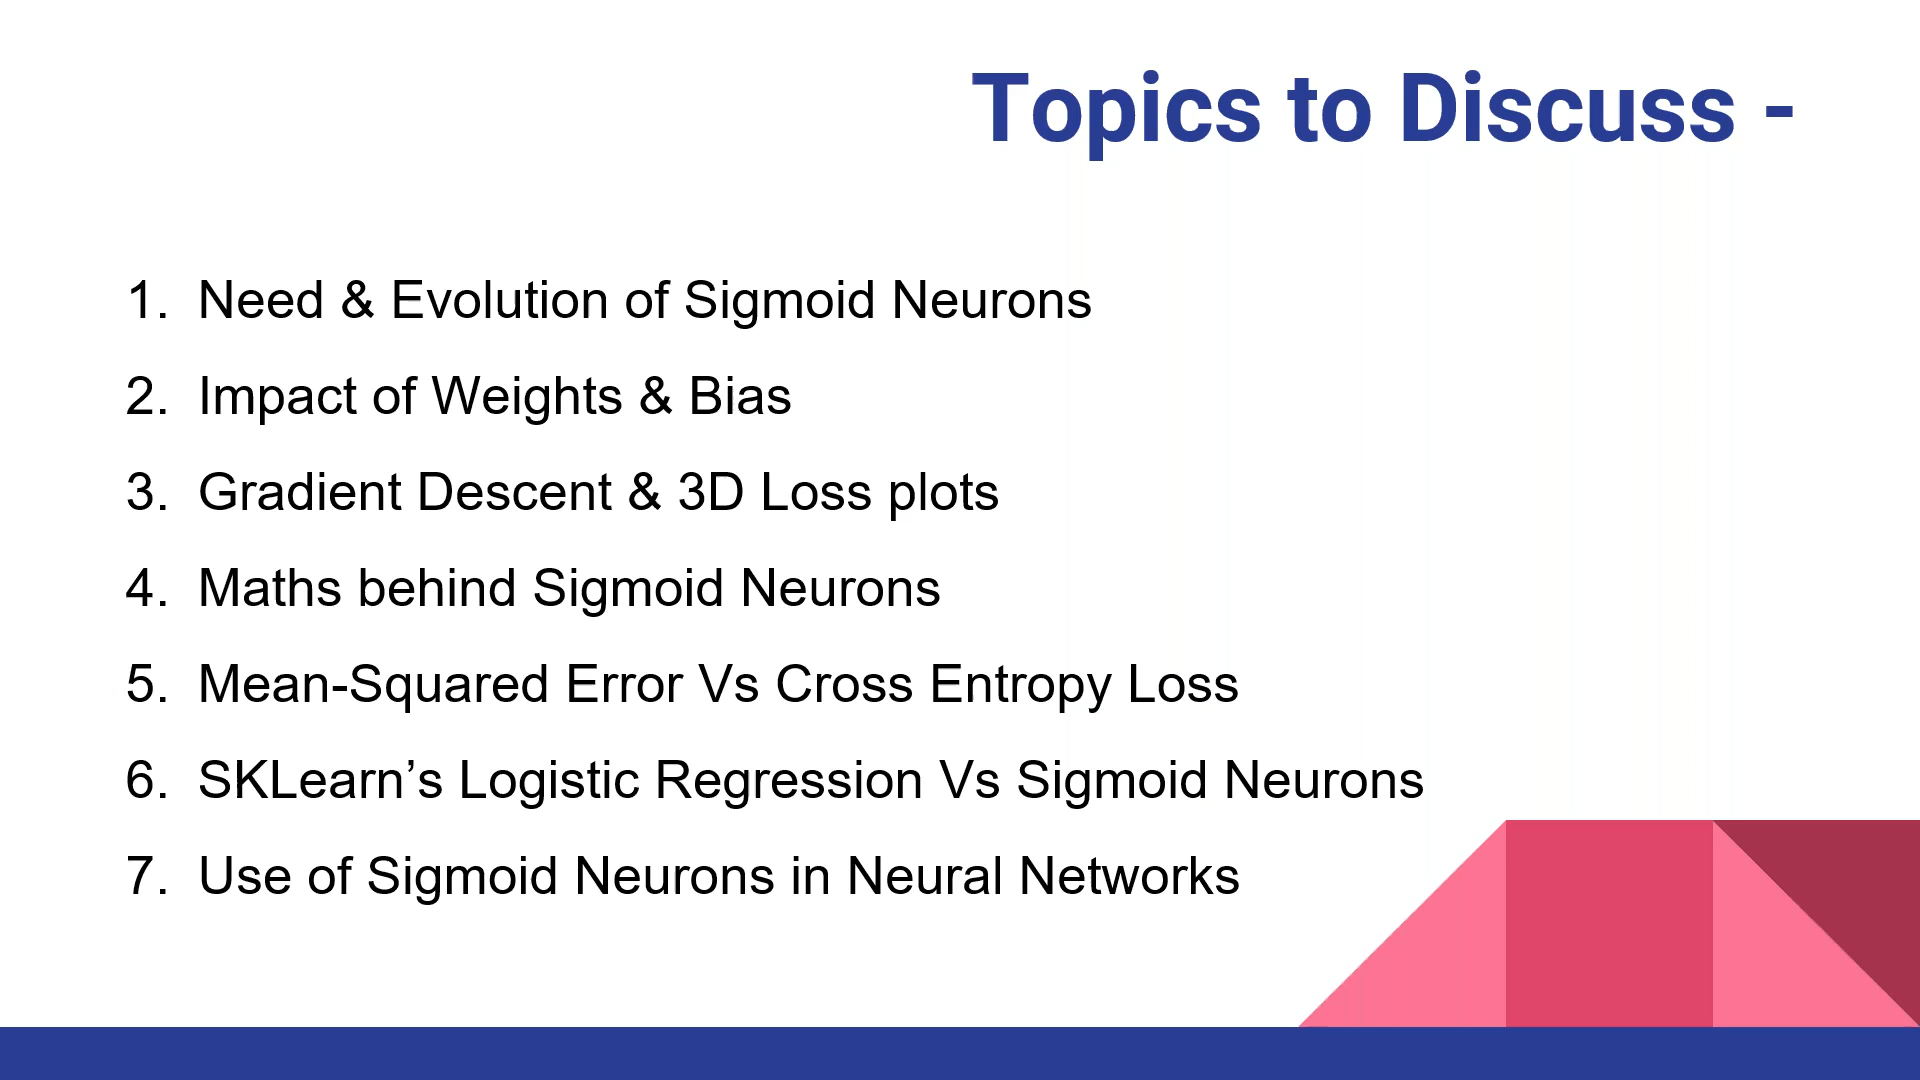 Topics to Discuss -
1. Need & Evolution of Sigmoid Neurons
2. Impact of Weights & Bias
3. Gradient Descent & 3D Loss plots
4. Maths behind Sigmoid Neurons
5. Mean-Squared Error Vs Cross Entropy Loss
6. SKLearn’s Logistic Regression Vs Sigmoid Neurons
7. Use of Sigmoid Neurons in Neural Networks